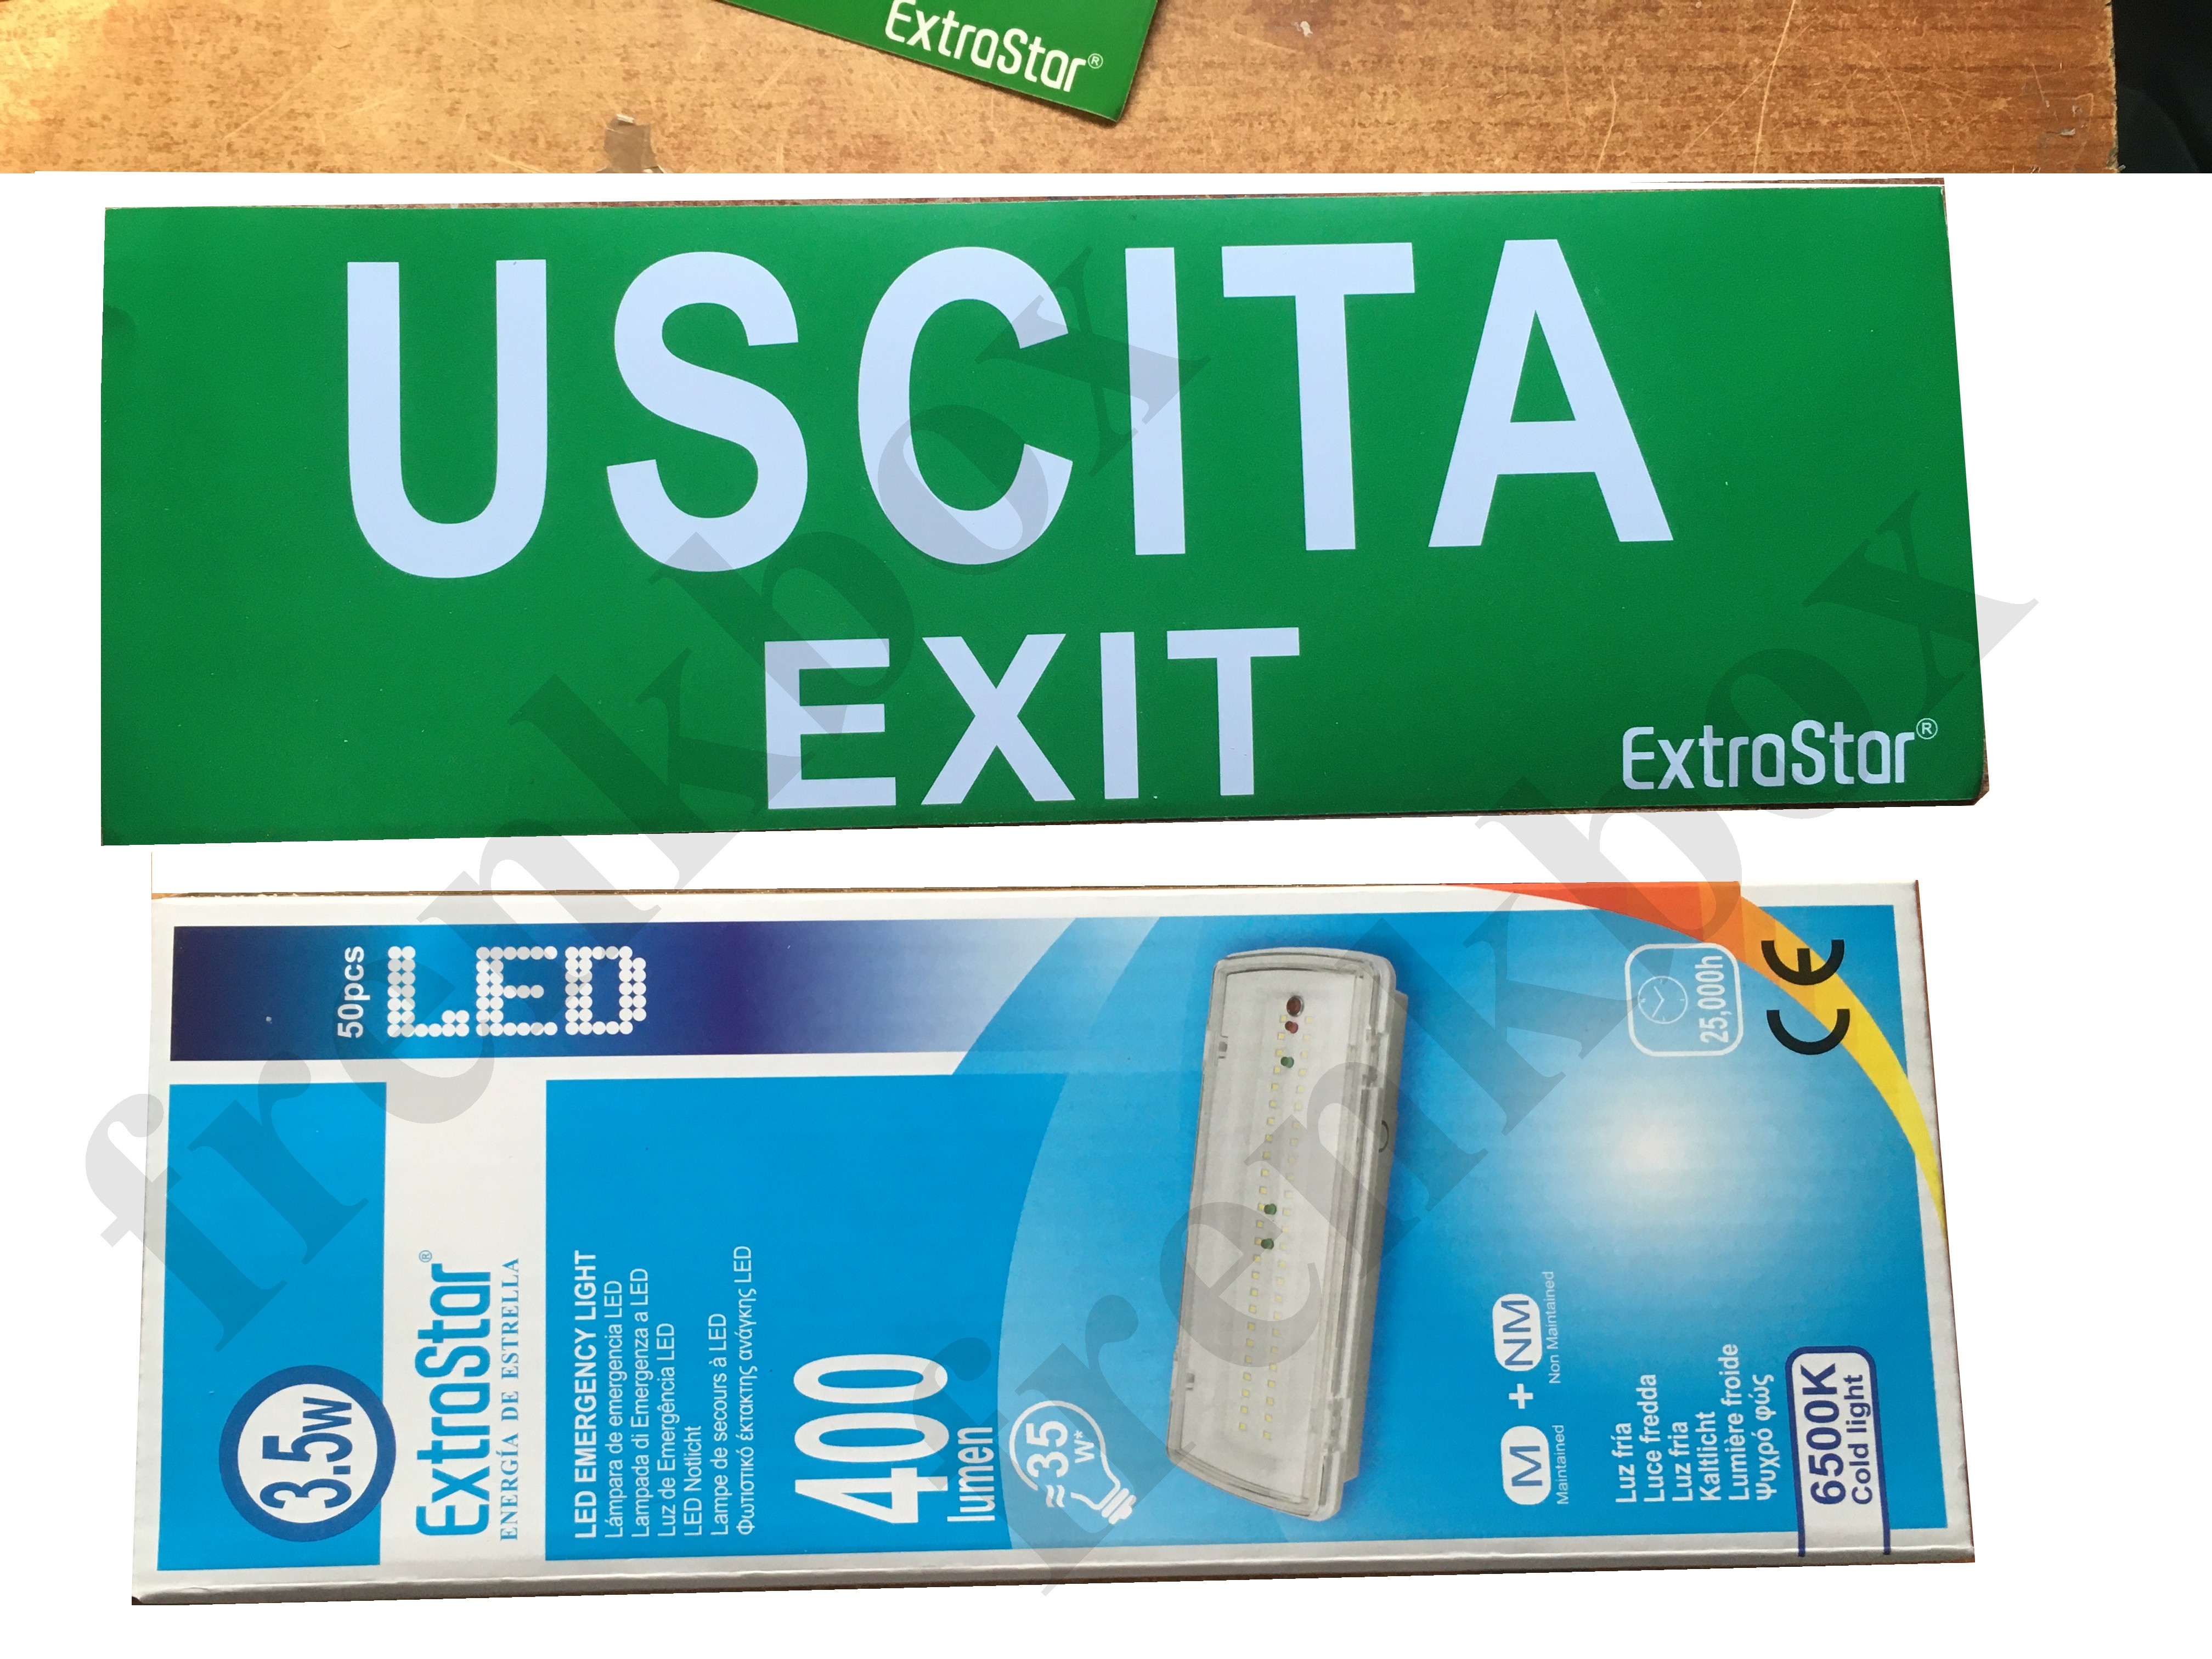 ExtraStar®
USCITA
EXIT
ExtraStar®
50pcs
LED
3.5W
ExtraStar®
ENERGÍA DE ESTRELLA
LED EMERGENCY LIGHT
Lámpara de emergencia LED
Lampada di Emergenza a LED
Luz de Emergência LED
LED Notlicht
Lampe de secours à LED
Φωτιστικό έκτακτης ανάγκης LED
400
lumen
≈35
W*
M + NM
Maintained Non Maintained
25,000h
CE
Luz fría
Luce fredda
Luz fria
Kaltlicht
Lumière froide
Ψυχρό φώς
6500K
Cold light
frenkbox
frenkbox